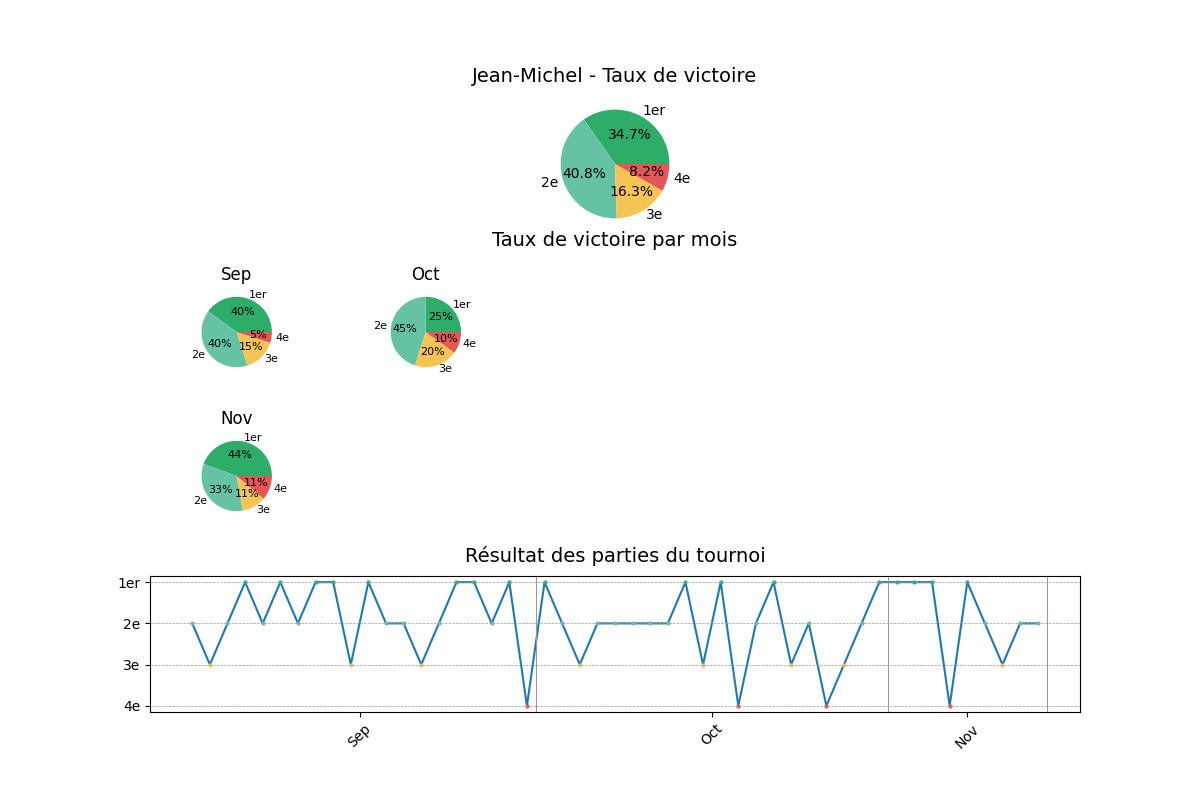 Jean-Michel - Taux de victoire
1er
34.7%
40.8%
8.2%
2e
4e
16.3%
3e
Taux de victoire par mois
Sep
1er
40%
5%
4e
40%
15%
2e
3e
Oct
1er
25%
2e
45%
10%
4e
20%
3e
Nov
1er
44%
11%
4e
33%
11%
2e
3e
Résultat des parties du tournoi
1er
2e
3e
4e
Sep
Oct
Nov